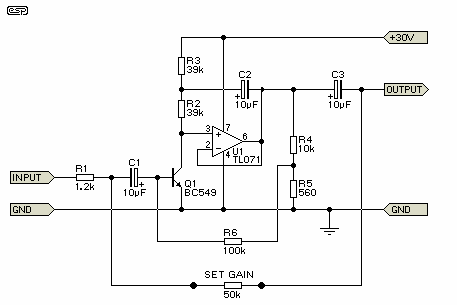 esp
+30V
R3
39k
C2
C3
OUTPUT
10µF
10µF
R2
39k
3
7
+
6
2
-
U1
4
TL071
R4
10k
R1
C1
INPUT
1.2k
10µF
Q1
BC549
R5
560
GND
GND
R6
100k
SET GAIN
50k